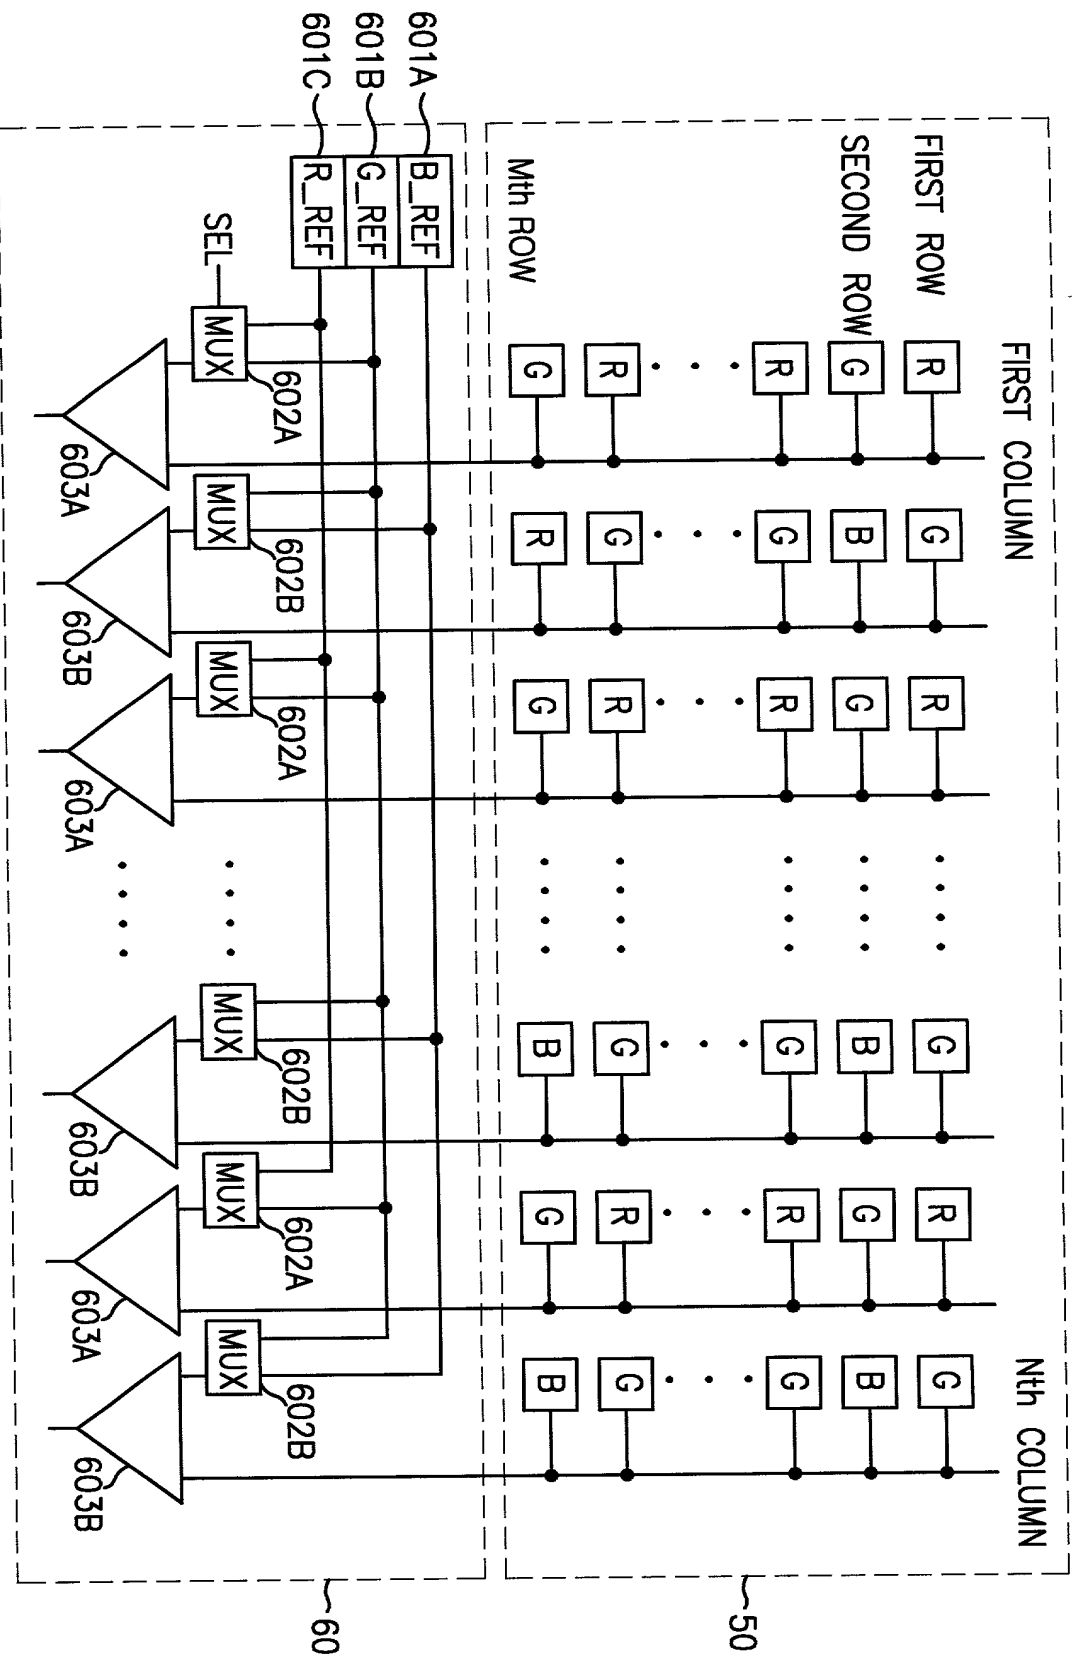 FIRST COLUMN Nth COLUMN
FIRST ROW R G R G R G
SECOND ROW G B G B G B
R G R G R G
50
R G R G R G
Mth ROW G R G B G B
601A B_REF
601B G_REF
601C R_REF
60
602A 602B 602A 602B 602A 602B
SEL MUX MUX MUX MUX MUX MUX
603A 603B 603A 603B 603A 603B